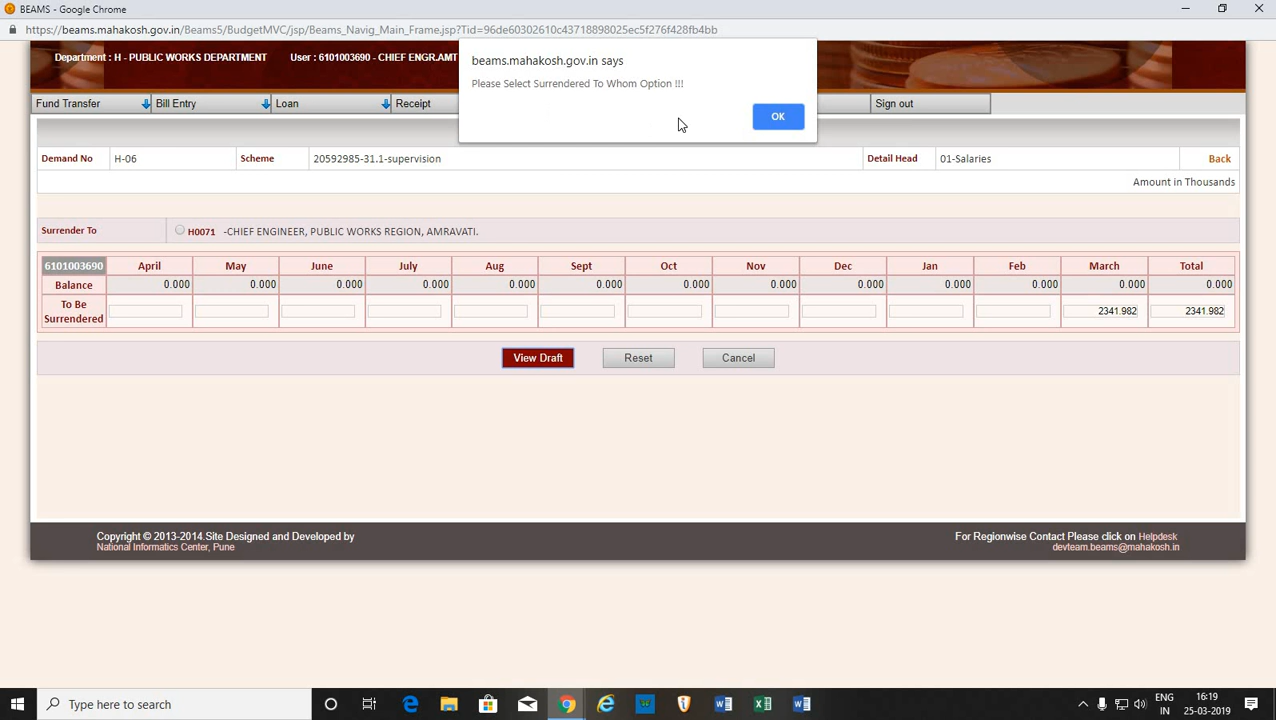 BEAMS - Google Chrome
https://beams.mahakosh.gov.in/Beams5/BudgetMVC/jsp/Beams_Navig_Main_Frame.jsp?Tid=96de60302610c43718898025ec5f276f428fb4bb
Department : H - PUBLIC WORKS DEPARTMENT User : 6101003690 - CHIEF ENGR.AMT
beams.mahakosh.gov.in says
Please Select Surrendered To Whom Option !!!
OK
Fund Transfer Bill Entry Loan Receipt Sign out
Demand No H-06 Scheme 20592985-31.1-supervision Detail Head 01-Salaries Back
Amount in Thousands
Surrender To H0071 -CHIEF ENGINEER, PUBLIC WORKS REGION, AMRAVATI.
6101003690 April May June July Aug Sept Oct Nov Dec Jan Feb March Total
Balance 0.000 0.000 0.000 0.000 0.000 0.000 0.000 0.000 0.000 0.000 0.000 0.000 0.000
To Be
Surrendered 2341.982 2341.982
View Draft Reset Cancel
Copyright © 2013-2014.Site Designed and Developed by
National Informatics Center, Pune
For Regionwise Contact Please click on Helpdesk
devteam.beams@mahakosh.in
Type here to search
ENG
IN
16:19
25-03-2019